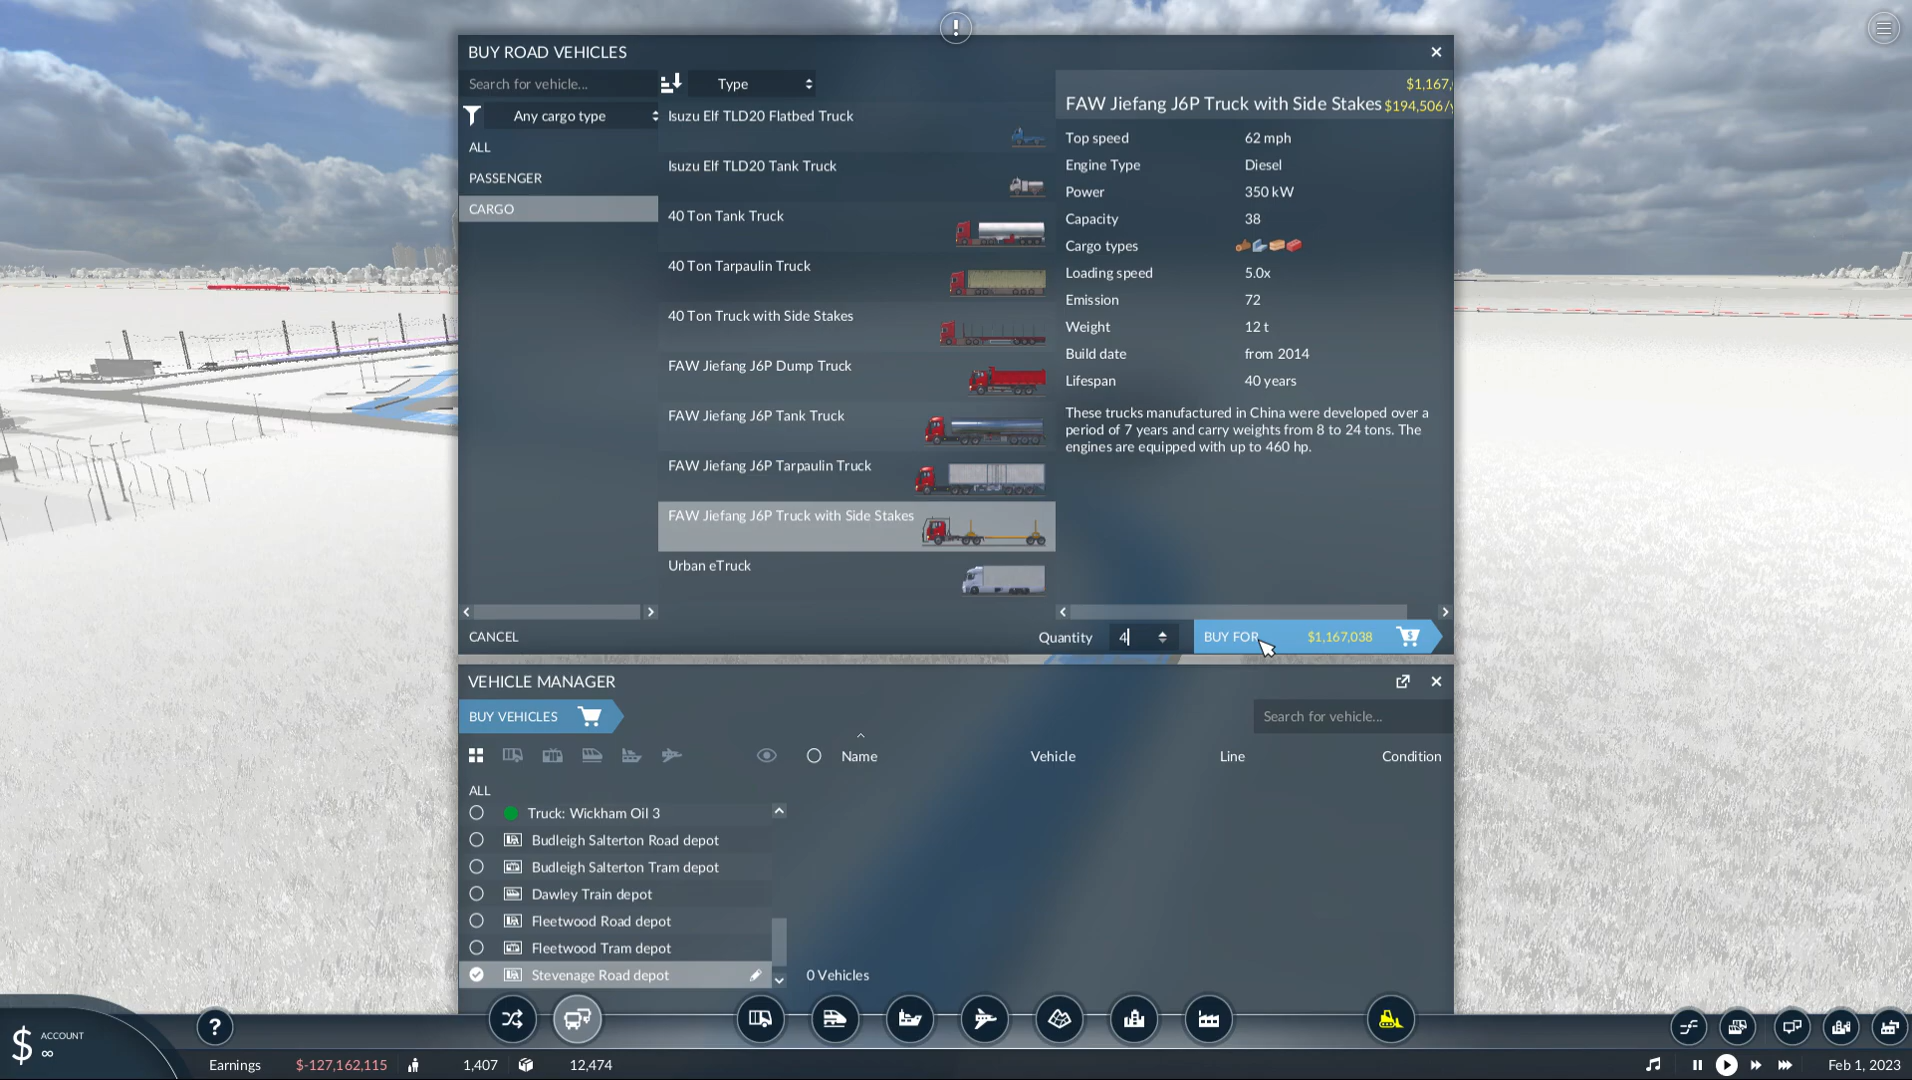 BUY ROAD VEHICLES
Search for vehicle...
Type
Any cargo type
ALL
PASSENGER
CARGO
Isuzu Elf TLD20 Flatbed Truck
Isuzu Elf TLD20 Tank Truck
40 Ton Tank Truck
40 Ton Tarpaulin Truck
40 Ton Truck with Side Stakes
FAW Jiefang J6P Dump Truck
FAW Jiefang J6P Tank Truck
FAW Jiefang J6P Tarpaulin Truck
FAW Jiefang J6P Truck with Side Stakes
Urban eTruck
$1,167,
FAW Jiefang J6P Truck with Side Stakes $194,506/y
Top speed 62 mph
Engine Type Diesel
Power 350 kW
Capacity 38
Cargo types
Loading speed 5.0x
Emission 72
Weight 12 t
Build date from 2014
Lifespan 40 years
These trucks manufactured in China were developed over a
period of 7 years and carry weights from 8 to 24 tons. The
engines are equipped with up to 460 hp.
CANCEL
Quantity 4
BUY FOR $1,167,038
VEHICLE MANAGER
BUY VEHICLES
Search for vehicle...
Name Vehicle Line Condition
ALL
Truck: Wickham Oil 3
Budleigh Salterton Road depot
Budleigh Salterton Tram depot
Dawley Train depot
Fleetwood Road depot
Fleetwood Tram depot
Stevenage Road depot
0 Vehicles
$ ACCOUNT
∞
?
Earnings $-127,162,115 1,407 12,474
Feb 1, 2023